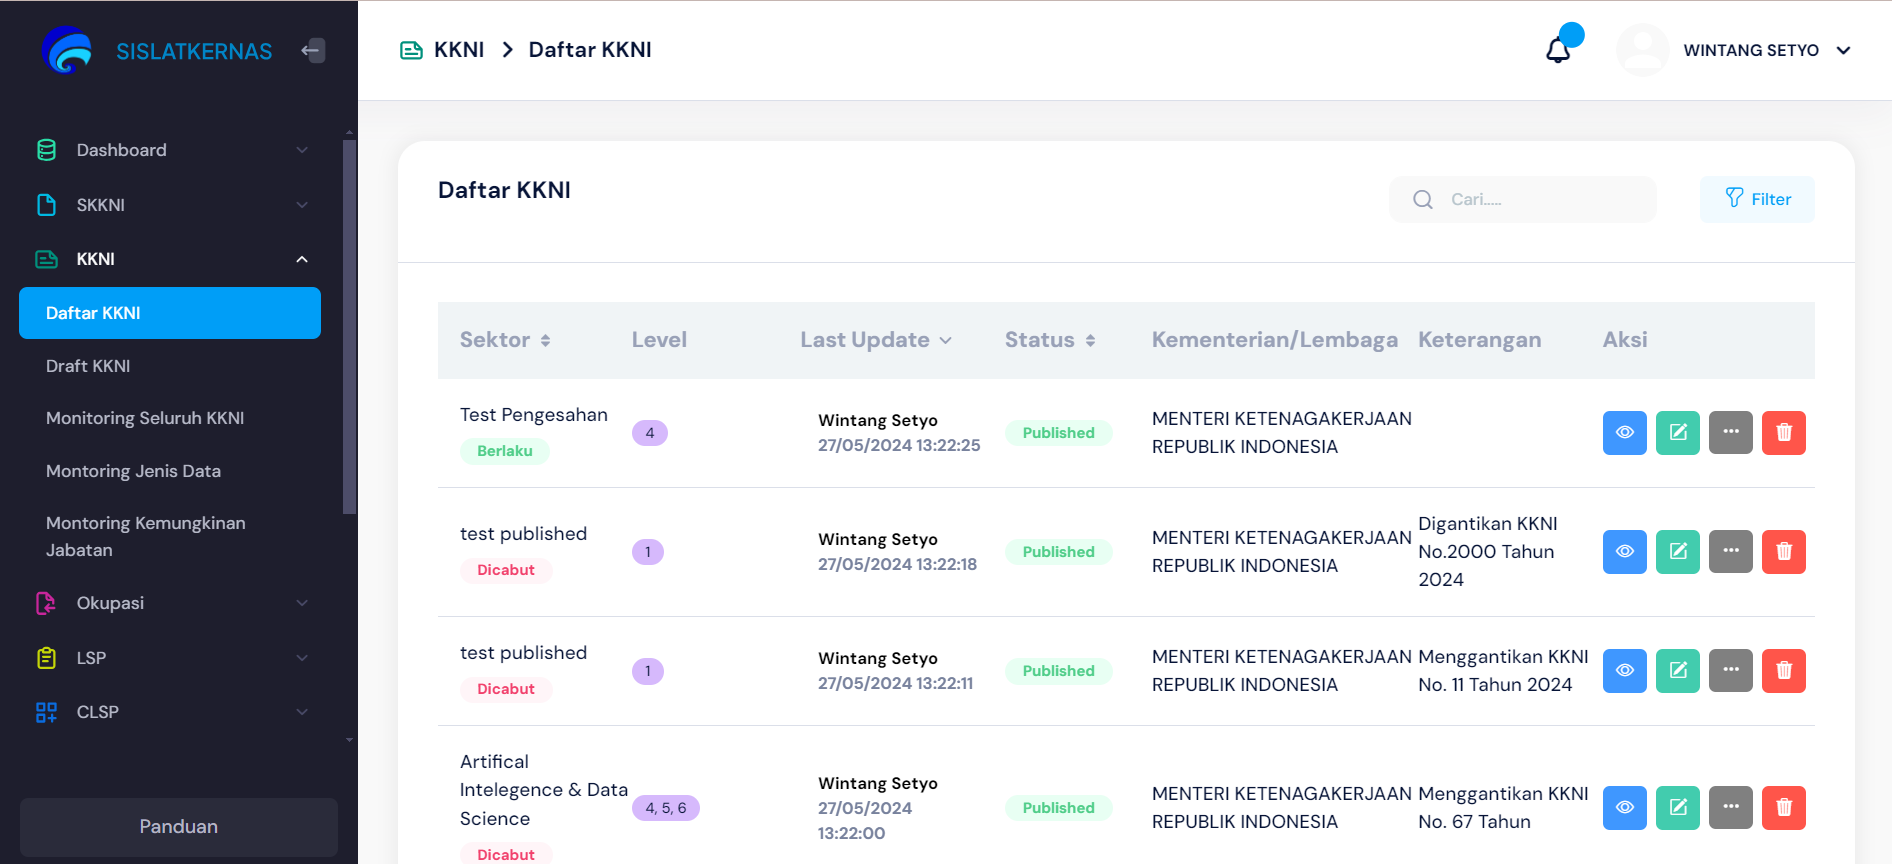 SISLATKERNAS
Dashboard
SKKNI
KKNI
Daftar KKNI
Draft KKNI
Monitoring Seluruh KKNI
Montoring Jenis Data
Montoring Kemungkinan
Jabatan
Okupasi
LSP
CLSP
Panduan
KKNI > Daftar KKNI
WINTANG SETYO
Daftar KKNI
Cari.....
Filter
Sektor Level Last Update Status Kementerian/Lembaga Keterangan Aksi
Test Pengesahan
Berlaku
4
Wintang Setyo
27/05/2024 13:22:25
Published
MENTERI KETENAGAKERJAAN
REPUBLIK INDONESIA
test published
Dicabut
1
Wintang Setyo
27/05/2024 13:22:18
Published
MENTERI KETENAGAKERJAAN
REPUBLIK INDONESIA
Digantikan KKNI
No.2000 Tahun
2024
test published
Dicabut
1
Wintang Setyo
27/05/2024 13:22:11
Published
MENTERI KETENAGAKERJAAN
REPUBLIK INDONESIA
Menggantikan KKNI
No. 11 Tahun 2024
Artifical
Intelegence & Data
Science
Dicabut
4, 5, 6
Wintang Setyo
27/05/2024
13:22:00
Published
MENTERI KETENAGAKERJAAN
REPUBLIK INDONESIA
Menggantikan KKNI
No. 67 Tahun